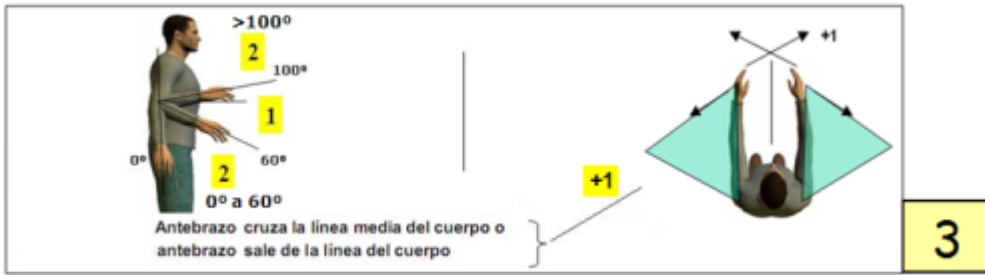 >100º
2
100º
1
0º
60º
2
0º a 60º
+1
+1
Antebrazo cruza la línea media del cuerpo o
antebrazo sale de la línea del cuerpo
3